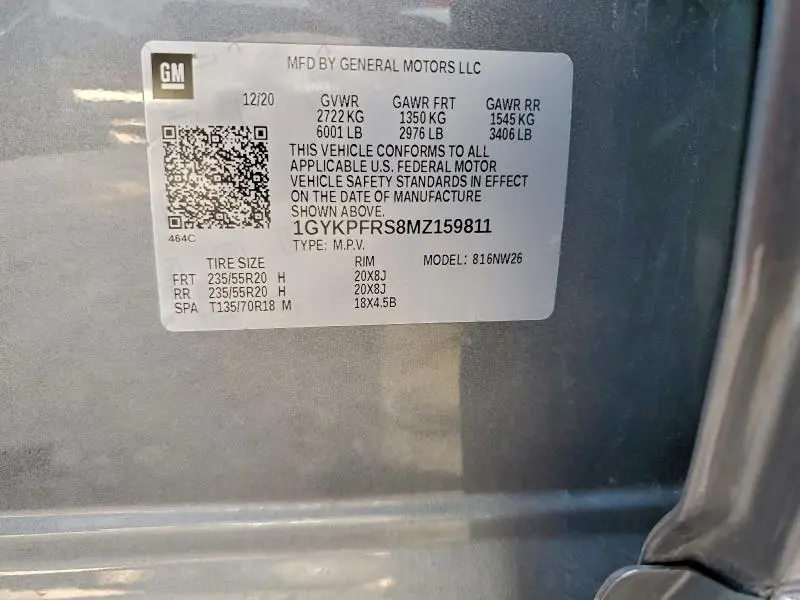 GM
MFD BY GENERAL MOTORS LLC
12/20 GVWR GAWR FRT GAWR RR
2722 KG 1350 KG 1545 KG
6001 LB 2976 LB 3406 LB
THIS VEHICLE CONFORMS TO ALL
APPLICABLE U.S. FEDERAL MOTOR
VEHICLE SAFETY STANDARDS IN EFFECT
ON THE DATE OF MANUFACTURE
SHOWN ABOVE.
464C
1GYKPFRS8MZ159811
TYPE: M.P.V.
TIRE SIZE RIM MODEL: 816NW26
FRT 235/55R20 H 20X8J
RR 235/55R20 H 20X8J
SPA T135/70R18 M 18X4.5B